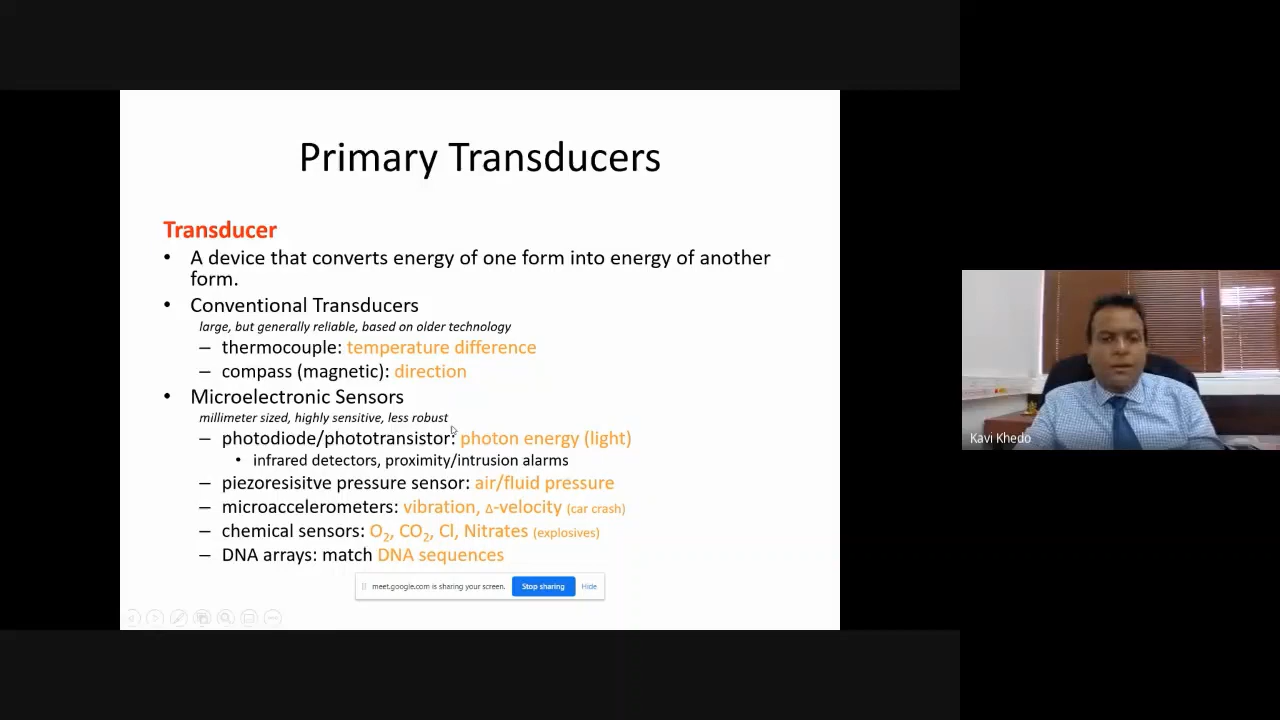 Primary Transducers
Transducer
• A device that converts energy of one form into energy of another
form.
• Conventional Transducers
large, but generally reliable, based on older technology
– thermocouple: temperature difference
– compass (magnetic): direction
• Microelectronic Sensors
millimeter sized, highly sensitive, less robust
– photodiode/phototransistor: photon energy (light)
• infrared detectors, proximity/intrusion alarms
– piezoresisitve pressure sensor: air/fluid pressure
– microaccelerometers: vibration, Δ-velocity (car crash)
– chemical sensors: O2, CO2, Cl, Nitrates (explosives)
– DNA arrays: match DNA sequences
meet.google.com is sharing your screen. Stop sharing Hide
Kavi Khedo